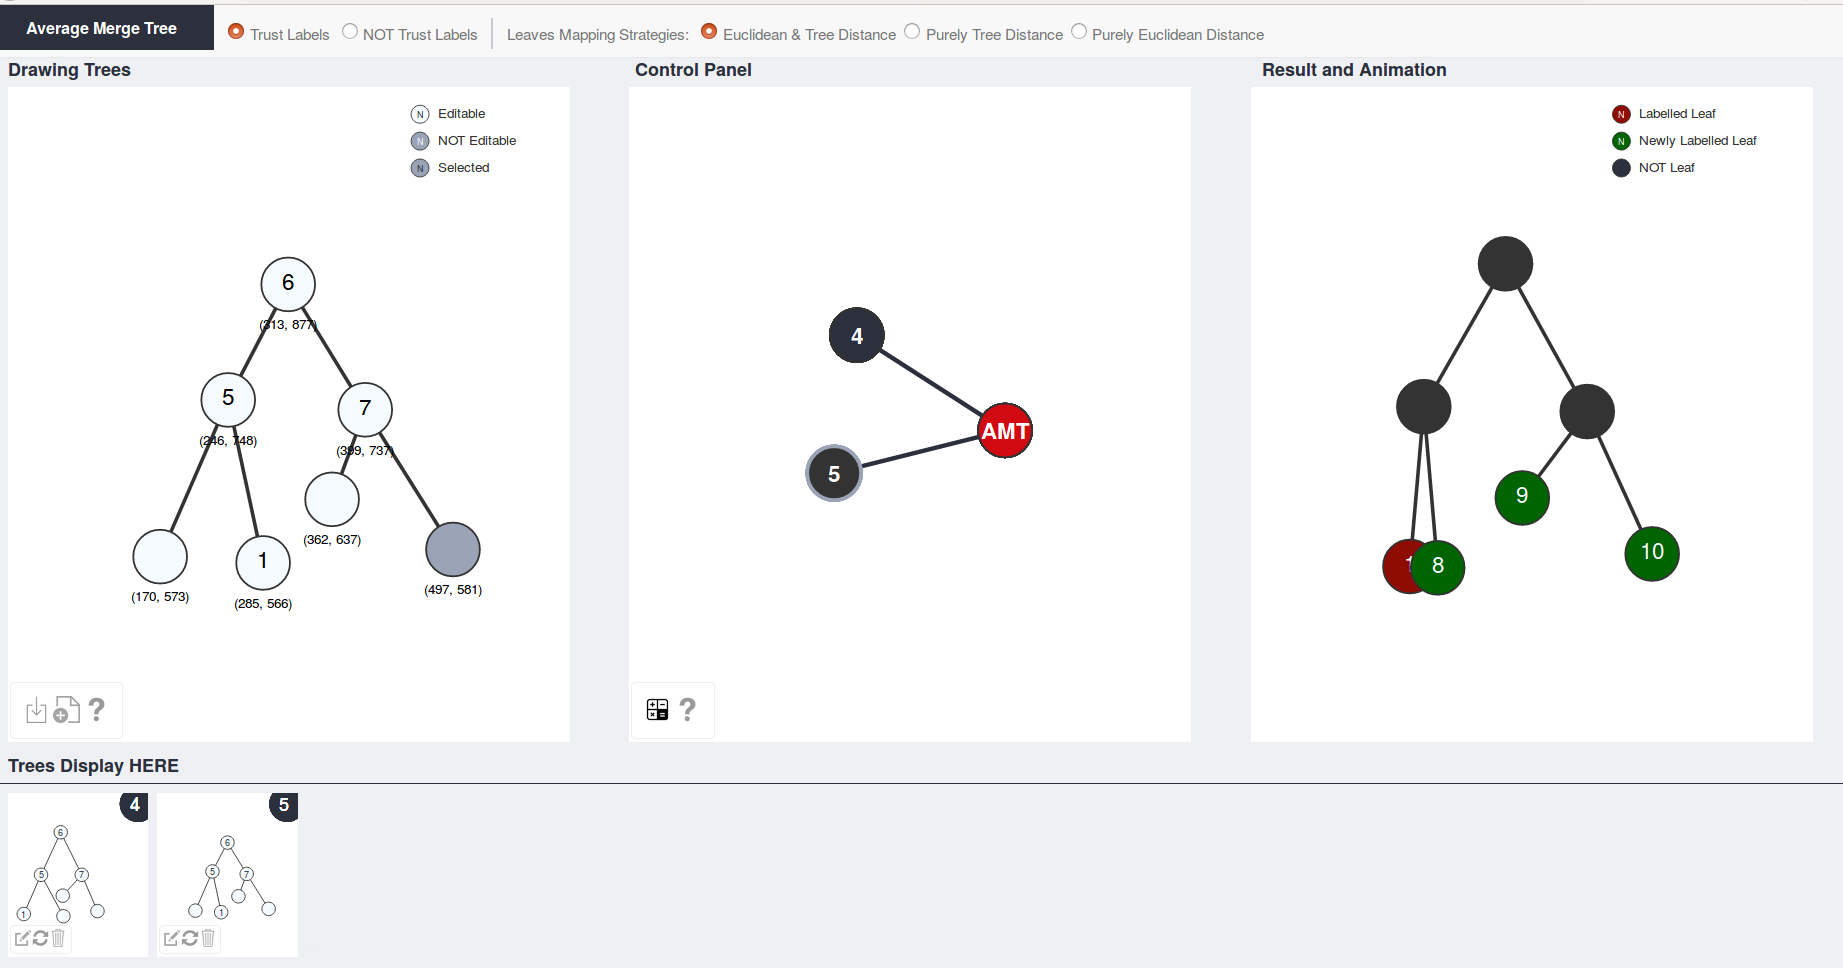 Average Merge Tree
Trust Labels NOT Trust Labels Leaves Mapping Strategies: Euclidean & Tree Distance Purely Tree Distance Purely Euclidean Distance
Drawing Trees
N Editable
N NOT Editable
N Selected
6
(313, 877)
5
(246, 748)
7
(399, 737)
(362, 637)
1
(170, 573)
(285, 566)
(497, 581)
?
Control Panel
4
AMT
5
?
Result and Animation
N Labelled Leaf
N Newly Labelled Leaf
NOT Leaf
9
10
1
8
Trees Display HERE
4
6
5
7
1
5
6
5
7
1